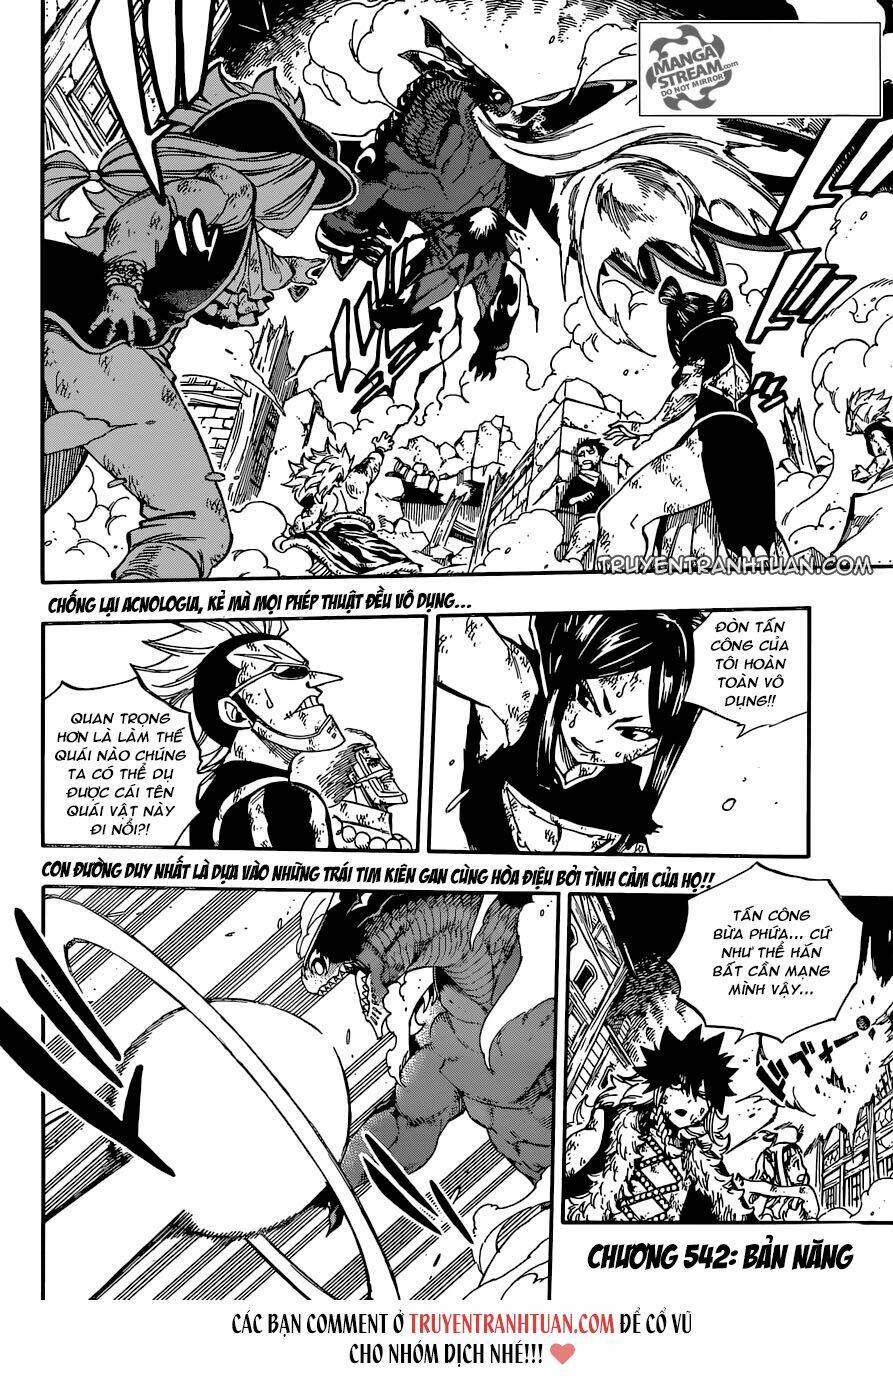 MANGA
STREAM.com
DO NOT MIRROR
TRUYENTRANHTUAN.COM
CHỐNG LẠI ACNOLOGIA, KẺ MÀ MỌI PHÉP THUẬT ĐỀU VÔ DỤNG...
ĐÒN TẤN
CÔNG CỦA
TÔI HOÀN
TOÀN VÔ
DỤNG!!
QUAN TRỌNG
HƠN LÀ LÀM THẾ
QUÁI NÀO CHÚNG
TA CÓ THỂ DỤ
ĐƯỢC CÁI TÊN
QUÁI VẬT NÀY
ĐI NỔI?!
CON ĐƯỜNG DUY NHẤT LÀ DỰA VÀO NHỮNG TRÁI TIM KIÊN GAN CÙNG HÒA ĐIỆU BỞI TÌNH CẢM CỦA HỌ!!
TẤN CÔNG
BỪA PHỨA... CỨ
NHƯ THỂ HẮN
BẤT CẦN MẠNG
MÌNH VẬY...
CHƯƠNG 542: BẢN NĂNG
CÁC BẠN COMMENT Ở TRUYENTRANHTUAN.COM ĐỂ CỔ VŨ
CHO NHÓM DỊCH NHÉ!!! ❤